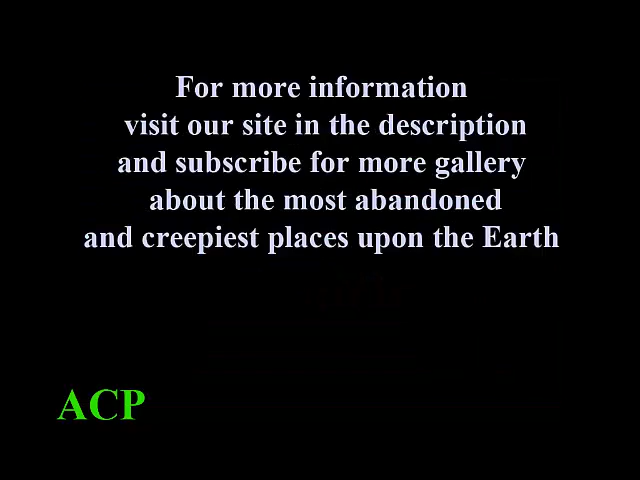 For more information
visit our site in the description
and subscribe for more gallery
about the most abandoned
and creepiest places upon the Earth
ACP